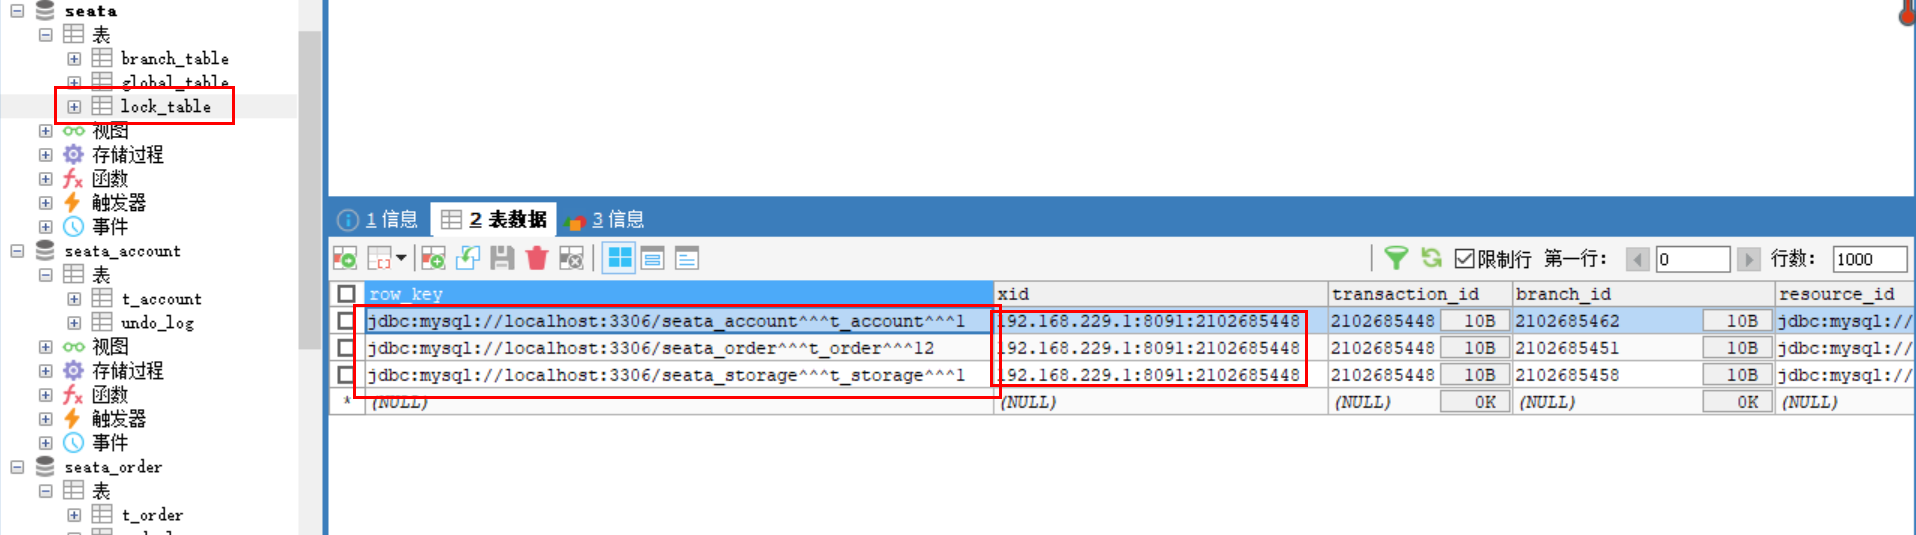 seata
表
branch_table
global_table
lock_table
视图
存储过程
函数
触发器
事件
seata_account
表
t_account
undo_log
视图
存储过程
函数
触发器
事件
seata_order
表
t_order
1 信息 2 表数据 3 信息
限制行 第一行: 0 行数: 1000
row_key xid transaction_id branch_id resource_id
jdbc:mysql://localhost:3306/seata_account^^^t_account^^^1 192.168.229.1:8091:2102685448 2102685448 10B 2102685462 10B jdbc:mysql://
jdbc:mysql://localhost:3306/seata_order^^^t_order^^^12 192.168.229.1:8091:2102685448 2102685448 10B 2102685451 10B jdbc:mysql://
jdbc:mysql://localhost:3306/seata_storage^^^t_storage^^^1 192.168.229.1:8091:2102685448 2102685448 10B 2102685458 10B jdbc:mysql://
* (NULL) (NULL) (NULL) 0K (NULL) 0K (NULL)